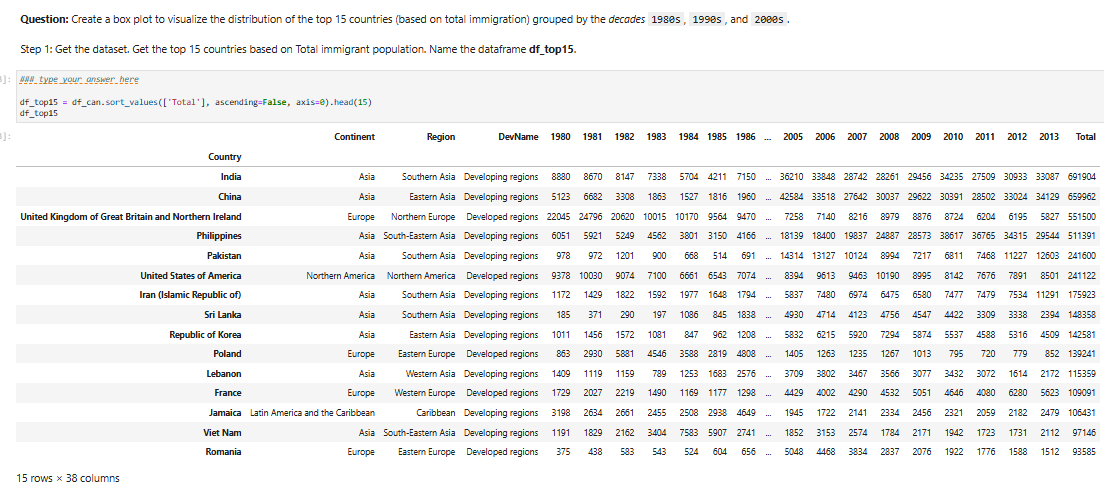 Question: Create a box plot to visualize the distribution of the top 15 countries (based on total immigration) grouped by the decades 1980s, 1990s, and 2000s.
Step 1: Get the dataset. Get the top 15 countries based on Total immigrant population. Name the dataframe df_top15.
]: ### type your answer here
df_top15 = df_can.sort_values(['Total'], ascending=False, axis=0).head(15)
df_top15
]: Continent Region DevName 1980 1981 1982 1983 1984 1985 1986 ... 2005 2006 2007 2008 2009 2010 2011 2012 2013 Total
Country
India Asia Southern Asia Developing regions 8880 8670 8147 7338 5704 4211 7150 ... 36210 33848 28742 28261 29456 34235 27509 30933 33087 691904
China Asia Eastern Asia Developing regions 5123 6682 3308 1863 1527 1816 1960 ... 42584 33518 27642 30037 29622 30391 28502 33024 34129 659962
United Kingdom of Great Britain and Northern Ireland Europe Northern Europe Developed regions 22045 24796 20620 10015 10170 9564 9470 ... 7258 7140 8216 8979 8876 8724 6204 6195 5827 551500
Philippines Asia South-Eastern Asia Developing regions 6051 5921 5249 4562 3801 3150 4166 ... 18139 18400 19837 24887 28573 38617 36765 34315 29544 511391
Pakistan Asia Southern Asia Developing regions 978 972 1201 900 668 514 691 ... 14314 13127 10124 8994 7217 6811 7468 11227 12603 241600
United States of America Northern America Northern America Developed regions 9378 10030 9074 7100 6661 6543 7074 ... 8394 9613 9463 10190 8995 8142 7676 7891 8501 241122
Iran (Islamic Republic of) Asia Southern Asia Developing regions 1172 1429 1822 1592 1977 1648 1794 ... 5837 7480 6974 6475 6580 7477 7479 7534 11291 175923
Sri Lanka Asia Southern Asia Developing regions 185 371 290 197 1086 845 1838 ... 4930 4714 4123 4756 4547 4422 3309 3338 2394 148358
Republic of Korea Asia Eastern Asia Developing regions 1011 1456 1572 1081 847 962 1208 ... 5832 6215 5920 7294 5874 5537 4588 5316 4509 142581
Poland Europe Eastern Europe Developed regions 863 2930 5881 4546 3588 2819 4808 ... 1405 1263 1235 1267 1013 795 720 779 852 139241
Lebanon Asia Western Asia Developing regions 1409 1119 1159 789 1253 1683 2576 ... 3709 3802 3467 3566 3077 3432 3072 1614 2172 115359
France Europe Western Europe Developed regions 1729 2027 2219 1490 1169 1177 1298 ... 4429 4002 4290 4532 5051 4646 4080 6280 5623 109091
Jamaica Latin America and the Caribbean Caribbean Developing regions 3198 2634 2661 2455 2508 2938 4649 ... 1945 1722 2141 2334 2456 2321 2059 2182 2479 106431
Viet Nam Asia South-Eastern Asia Developing regions 1191 1829 2162 3404 7583 5907 2741 ... 1852 3153 2574 1784 2171 1942 1723 1731 2112 97146
Romania Europe Eastern Europe Developed regions 375 438 583 543 524 604 656 ... 5048 4468 3834 2837 2076 1922 1776 1588 1512 93585
15 rows × 38 columns